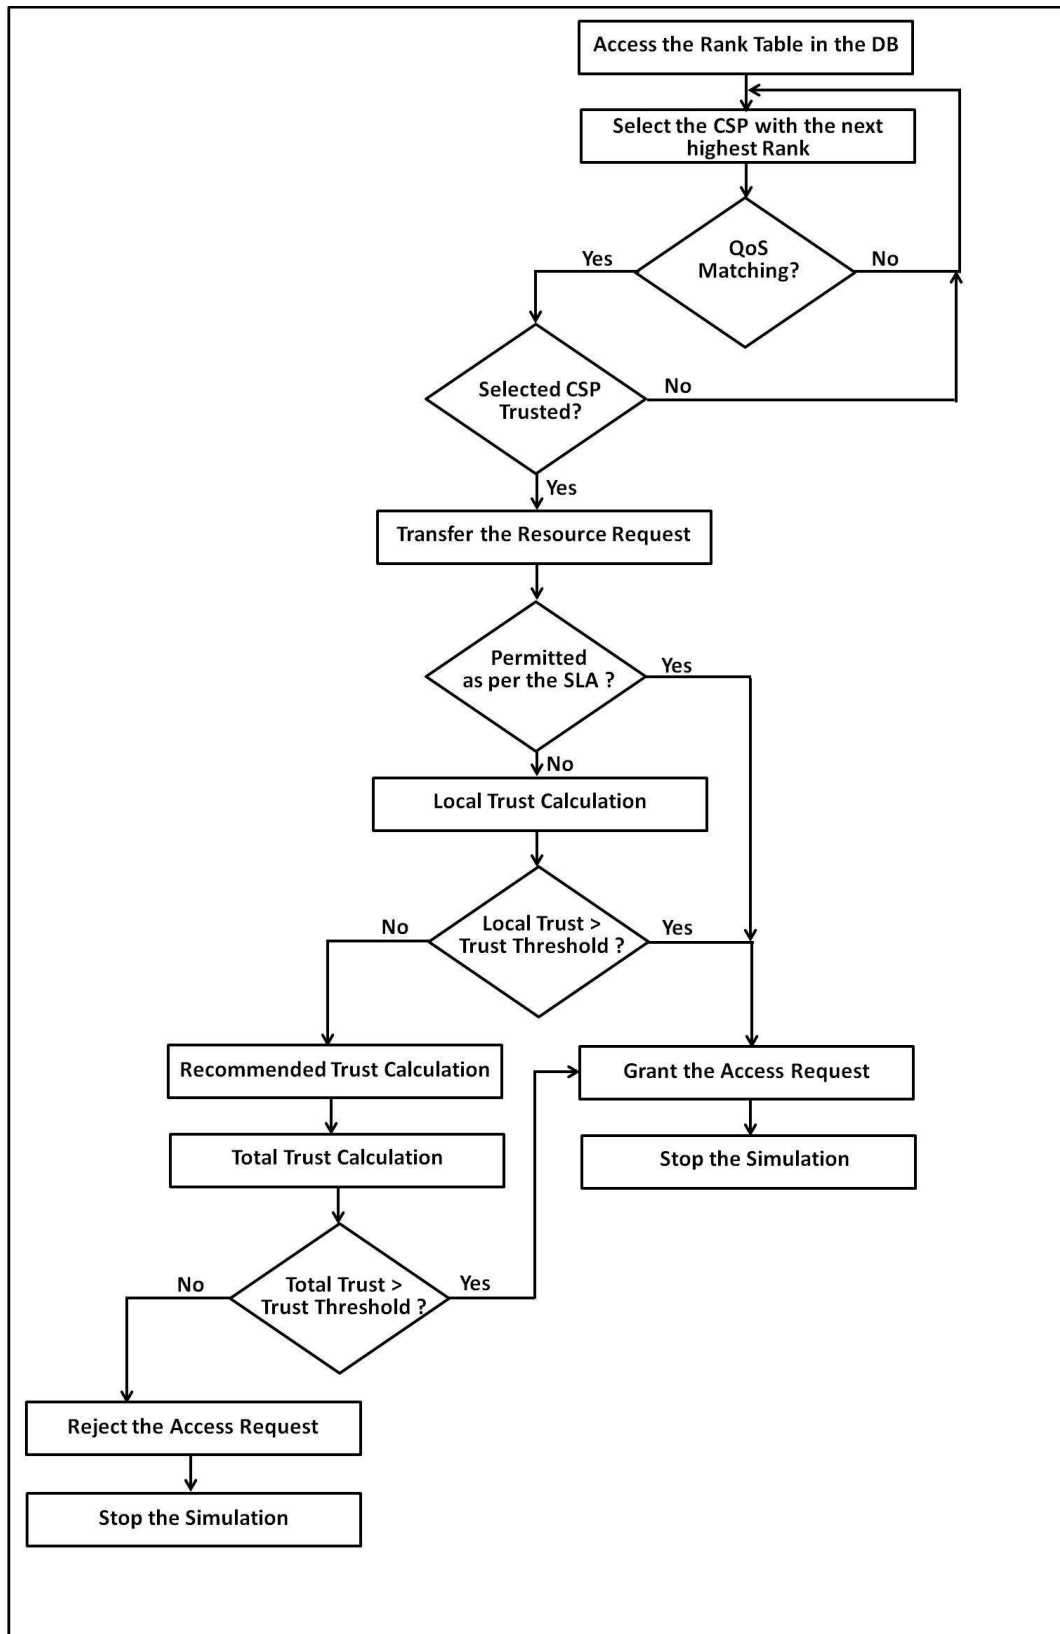 Access the Rank Table in the DB
Select the CSP with the next
highest Rank
QoS
Matching?
Yes
No
Selected CSP
Trusted?
No
Yes
Transfer the Resource Request
Permitted
as per the SLA ?
Yes
No
Local Trust Calculation
Local Trust >
Trust Threshold ?
No
Yes
Recommended Trust Calculation
Grant the Access Request
Total Trust Calculation
Stop the Simulation
Total Trust >
Trust Threshold ?
No
Yes
Reject the Access Request
Stop the Simulation